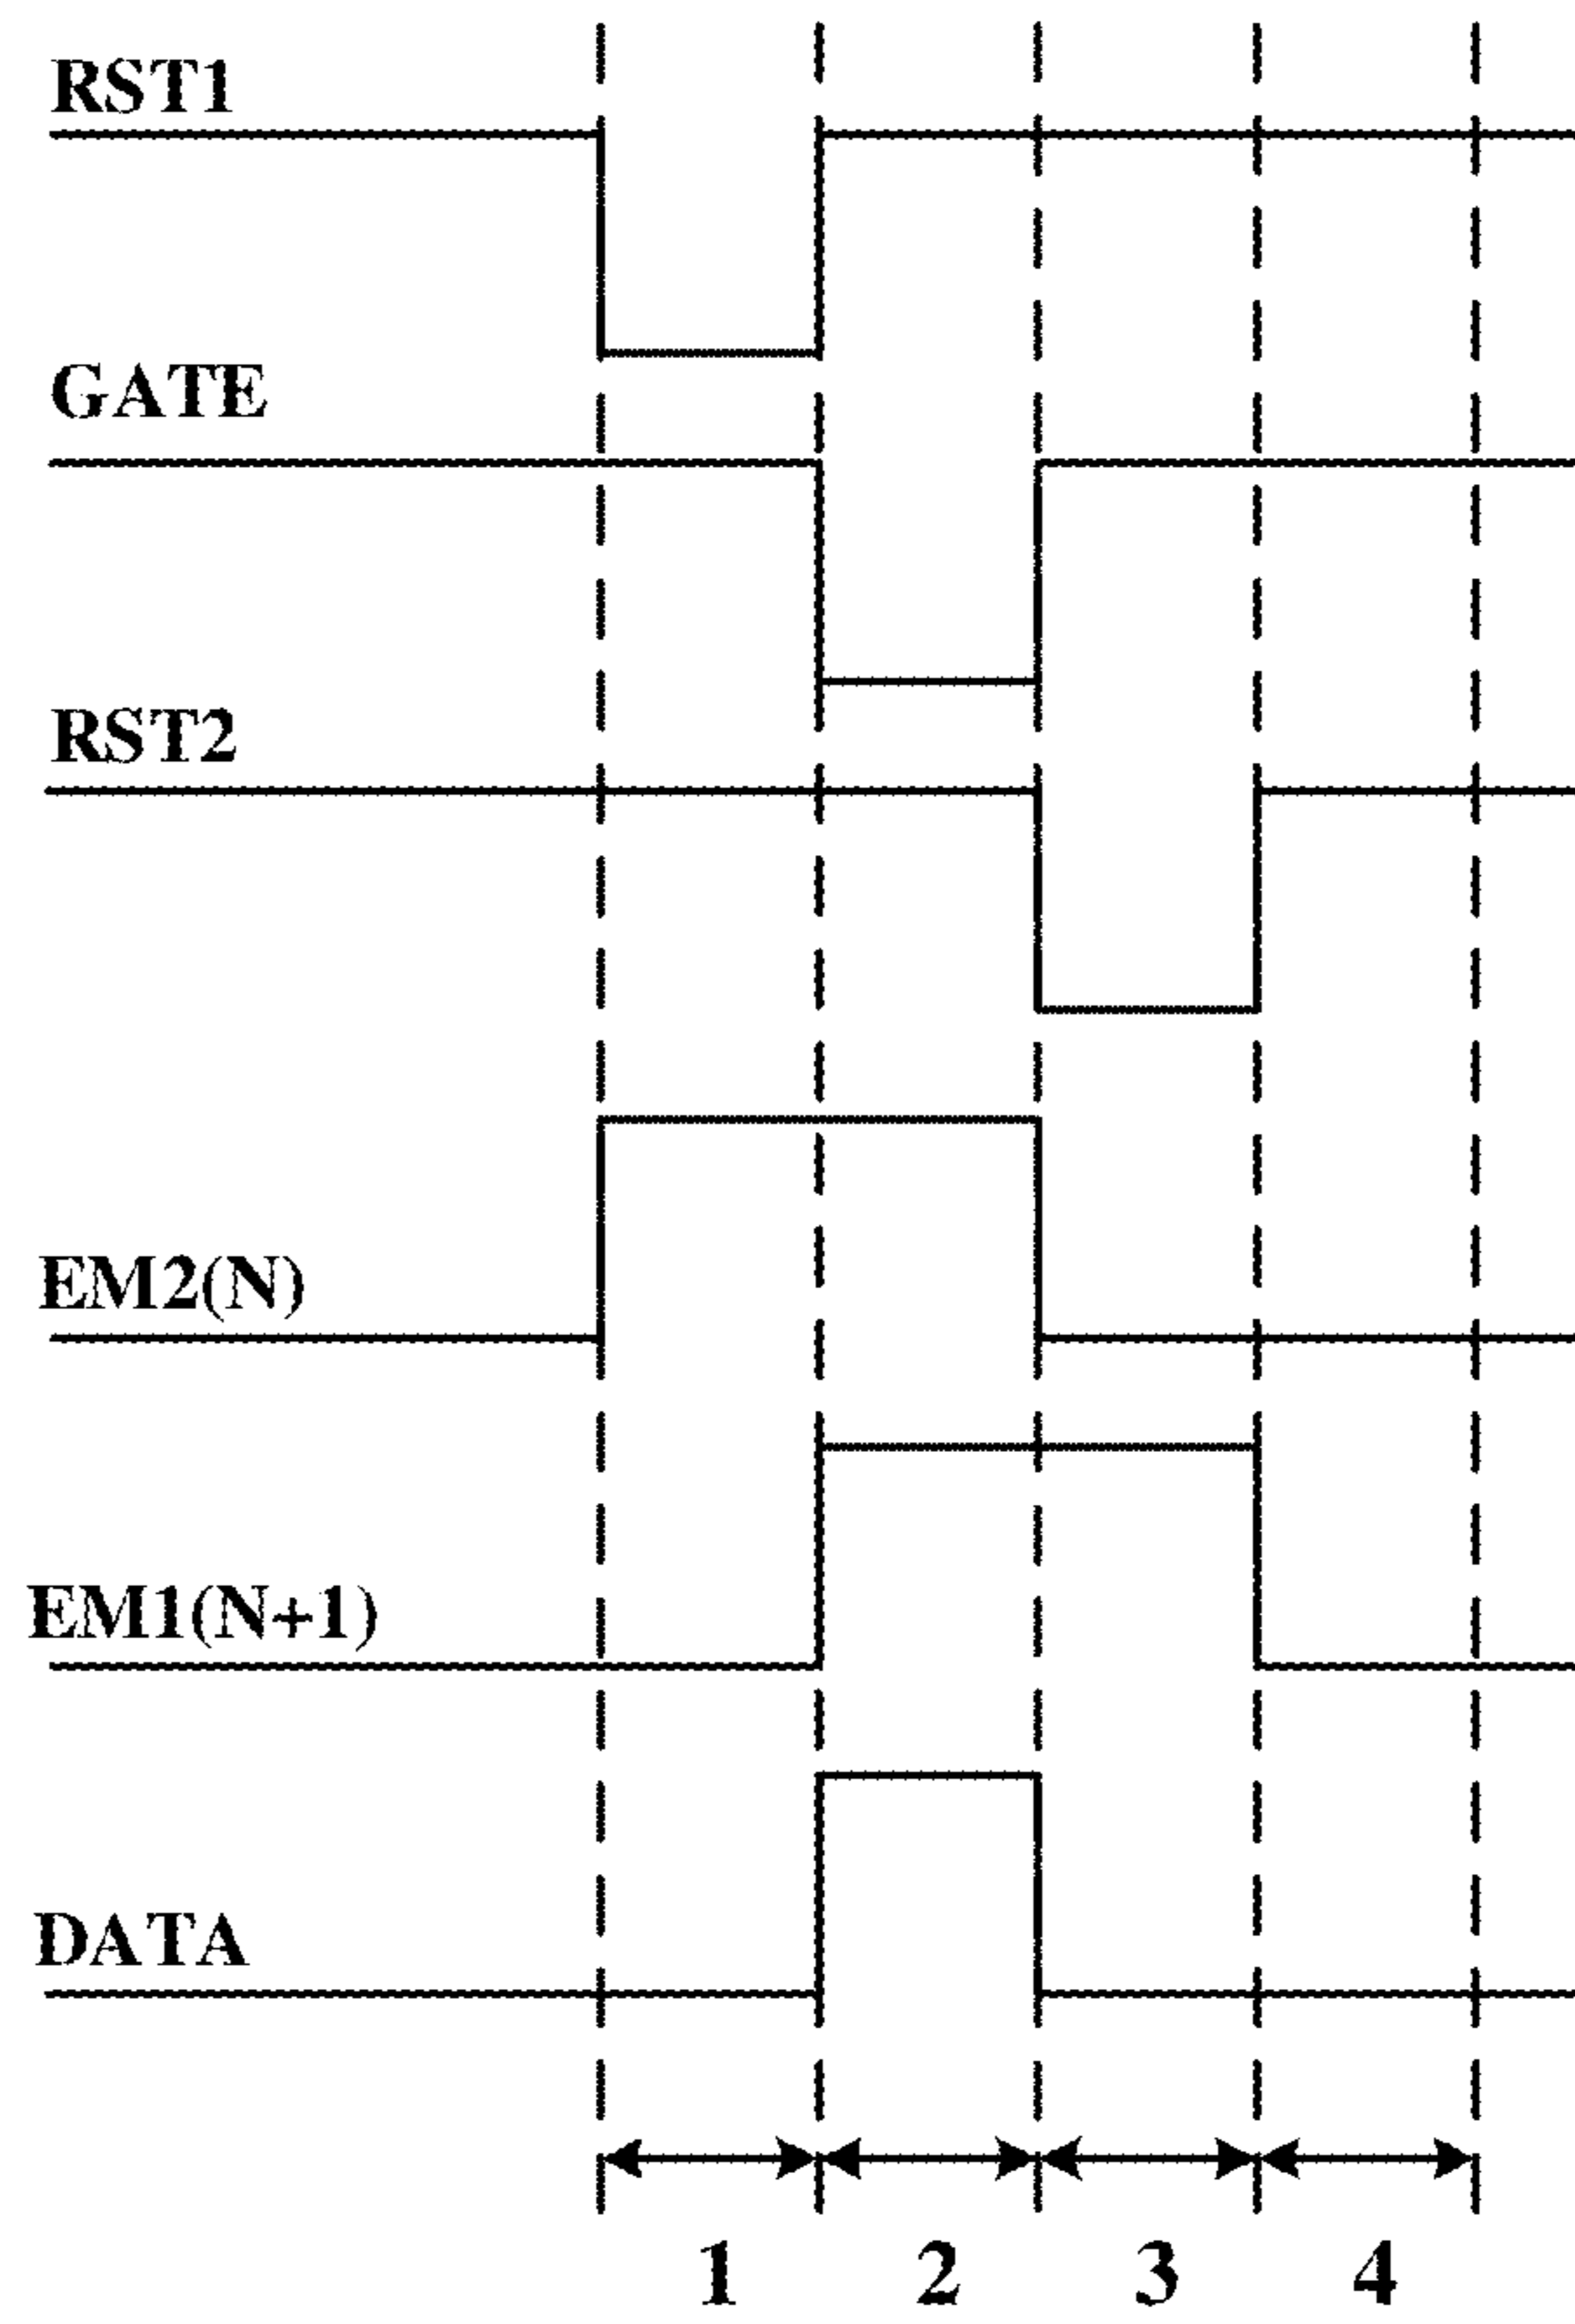 RST1
GATE
RST2
EM2(N)
EM1(N+1)
DATA
1 2 3 4